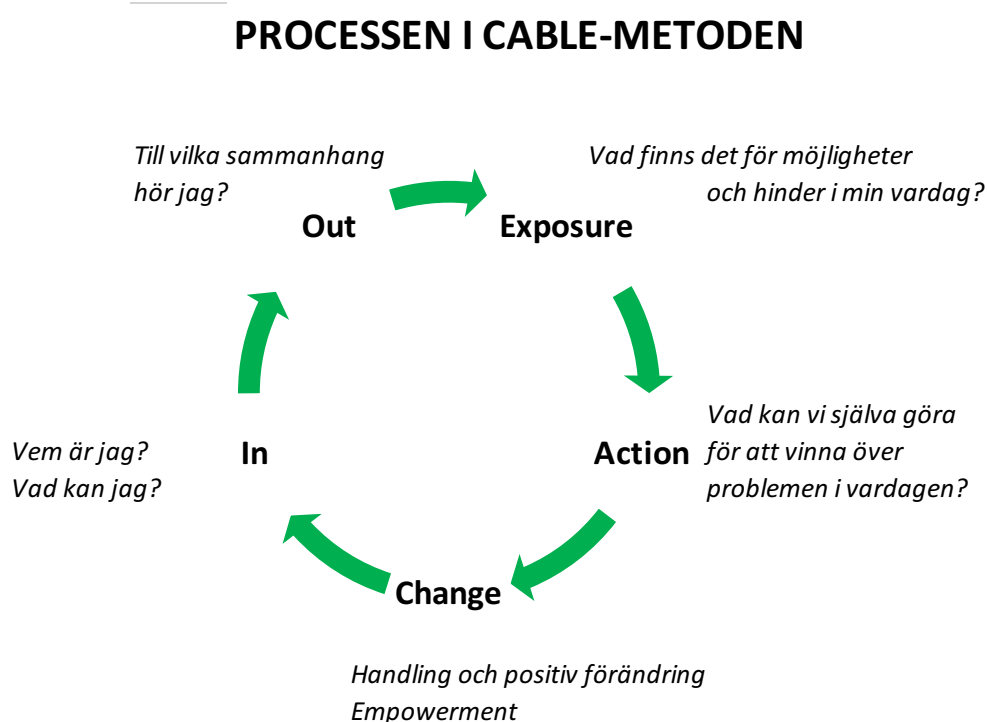 PROCESSEN I CABLE-METODEN
Till vilka sammanhang
hör jag?
Out
Vad finns det för möjligheter
och hinder i min vardag?
Exposure
Vad kan vi själva göra
för att vinna över
problemen i vardagen?
Action
Change
Handling och positiv förändring
Empowerment
Vem är jag?
Vad kan jag?
In